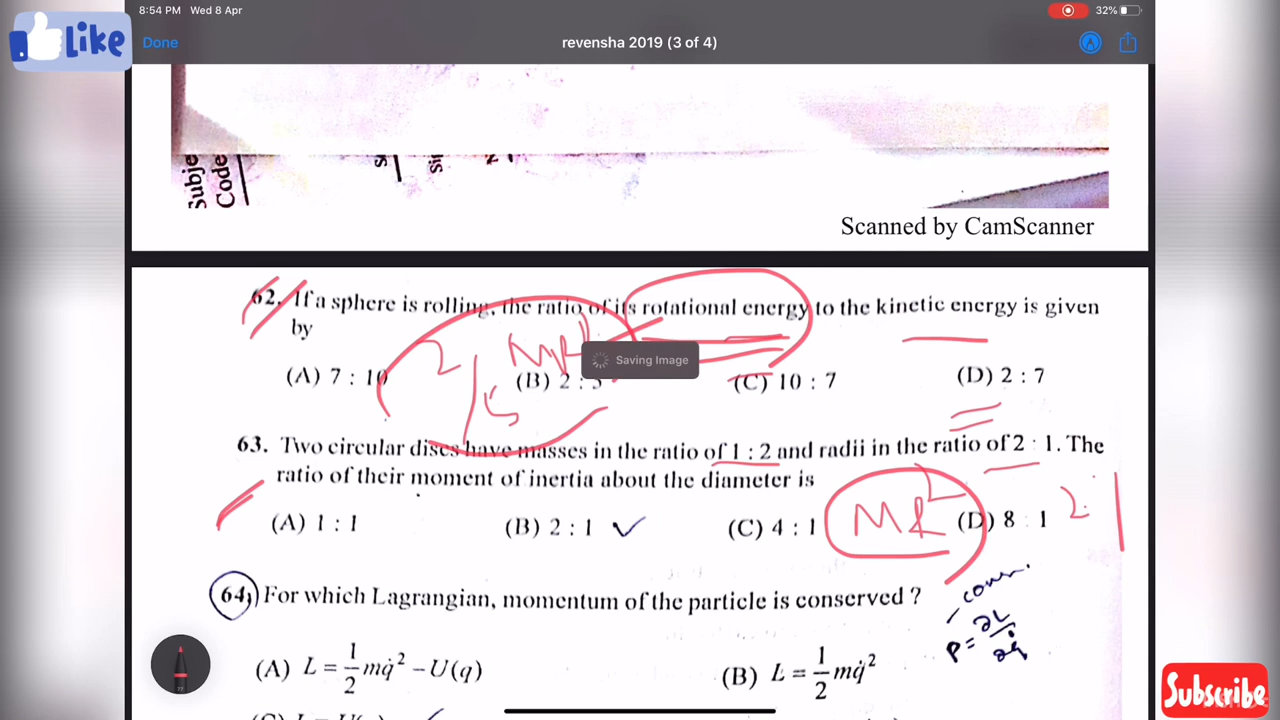 8:54 PM Wed 8 Apr
32%
Like
Done
revensha 2019 (3 of 4)
Subje
Code
Scanned by CamScanner
62. If a sphere is rolling, the ratio of its rotational energy to the kinetic energy is given
by
(A) 7 : 10 (B) 2 : 5 (C) 10 : 7 (D) 2 : 7
2/5 MR²
Saving Image
63. Two circular discs have masses in the ratio of 1 : 2 and radii in the ratio of 2 : 1. The
ratio of their moment of inertia about the diameter is
(A) 1 : 1 (B) 2 : 1 ✓ (C) 4 : 1 (D) 8 : 1
MR²
2 : 1
64. For which Lagrangian, momentum of the particle is conserved ?
P = ∂L/∂q̇
(A) L = 1/2 mq̇² – U(q) (B) L = 1/2 mq̇²
Subscribe